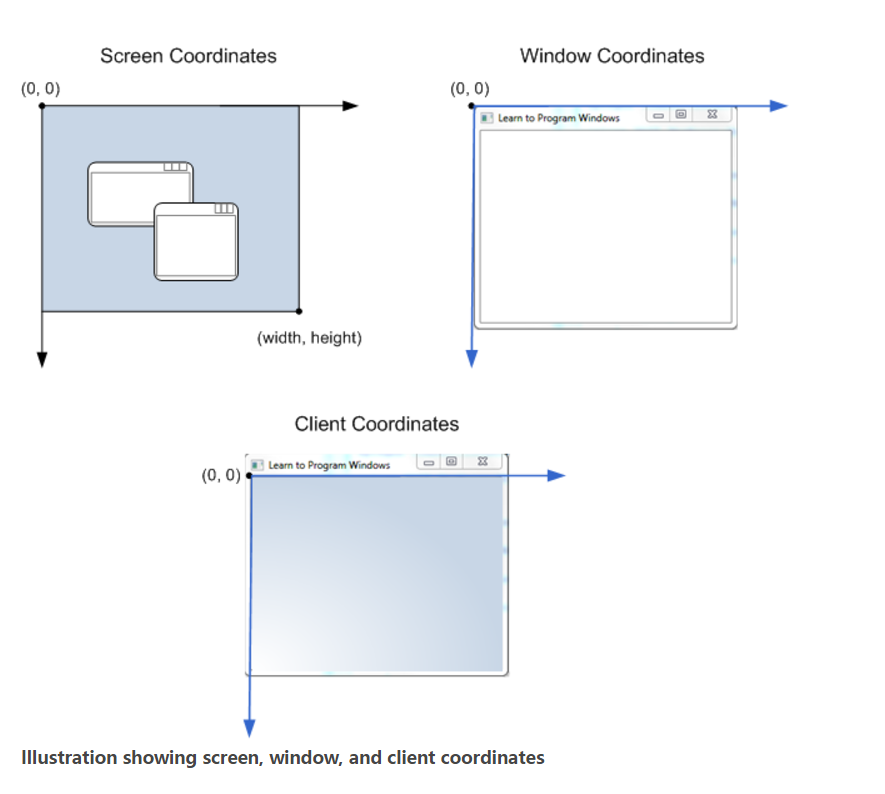 Screen Coordinates
Window Coordinates
(0, 0)
(0, 0)
Learn to Program Windows
(width, height)
Client Coordinates
Learn to Program Windows
(0, 0)
Illustration showing screen, window, and client coordinates